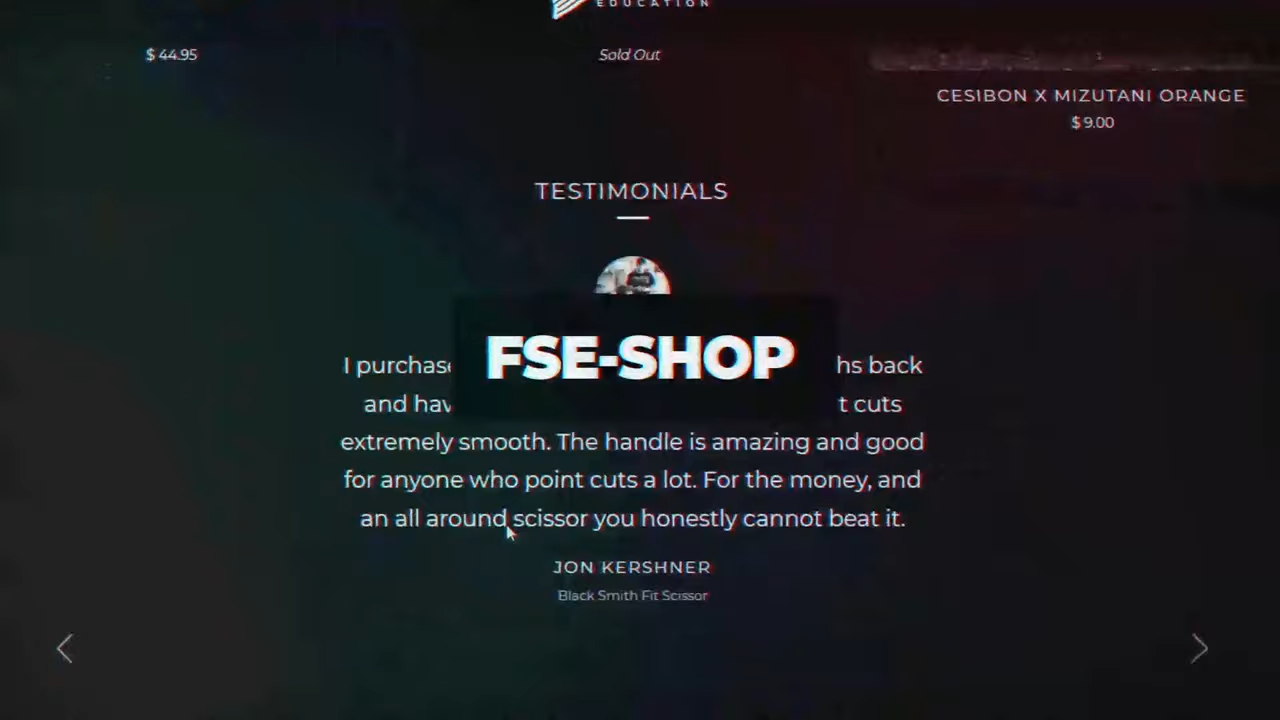 EDUCATION
$ 44.95
Sold Out
CESIBON X MIZUTANI ORANGE
$ 9.00
TESTIMONIALS
FSE-SHOP
I purchase hs back
and hav t cuts
extremely smooth. The handle is amazing and good
for anyone who point cuts a lot. For the money, and
an all around scissor you honestly cannot beat it.
JON KERSHNER
Black Smith Fit Scissor